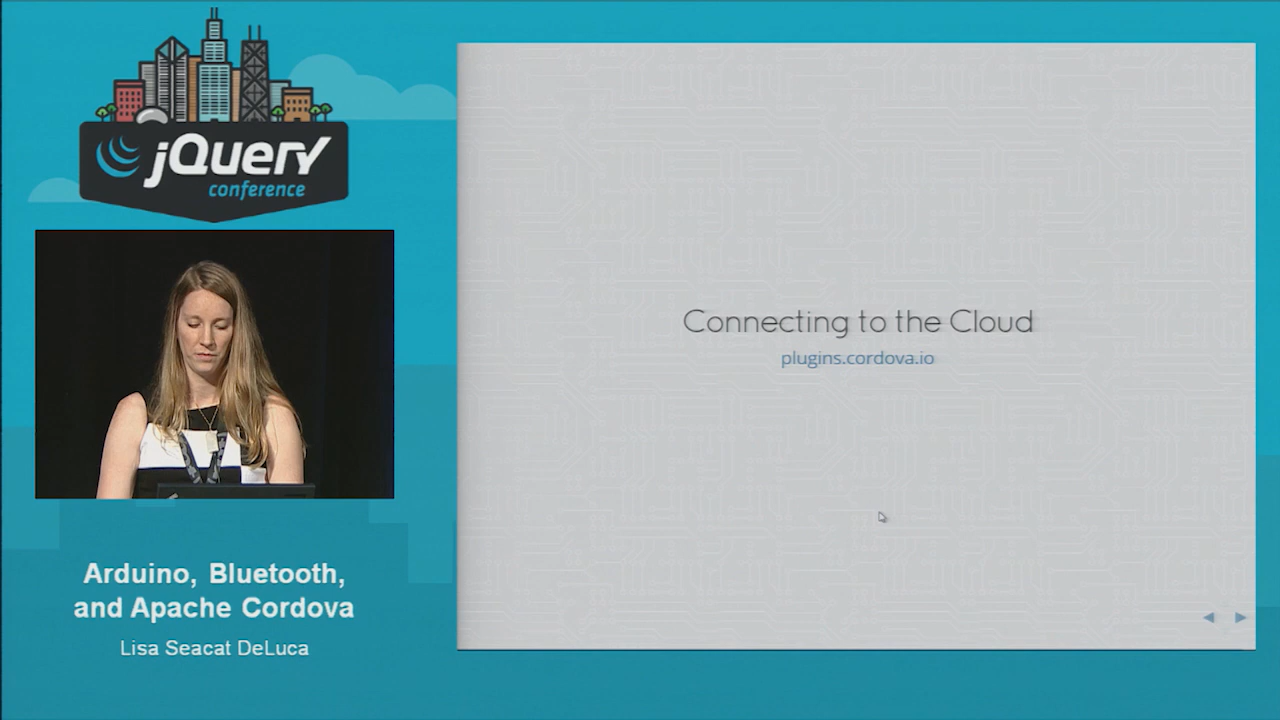 jQuery
conference
Arduino, Bluetooth,
and Apache Cordova
Lisa Seacat DeLuca
Connecting to the Cloud
plugins.cordova.io